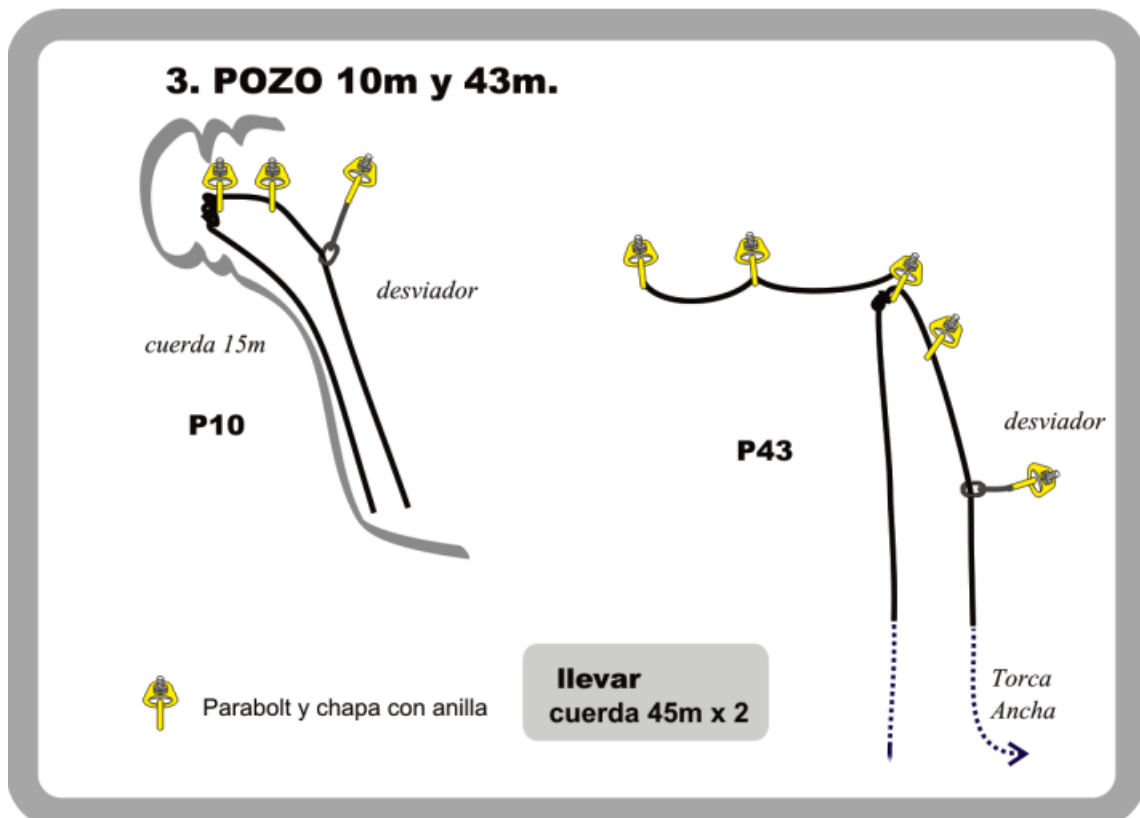 3. POZO 10m y 43m.
desviador
cuerda 15m
P10
desviador
P43
Torca
Ancha
llevar
cuerda 45m x 2
Parabolt y chapa con anilla